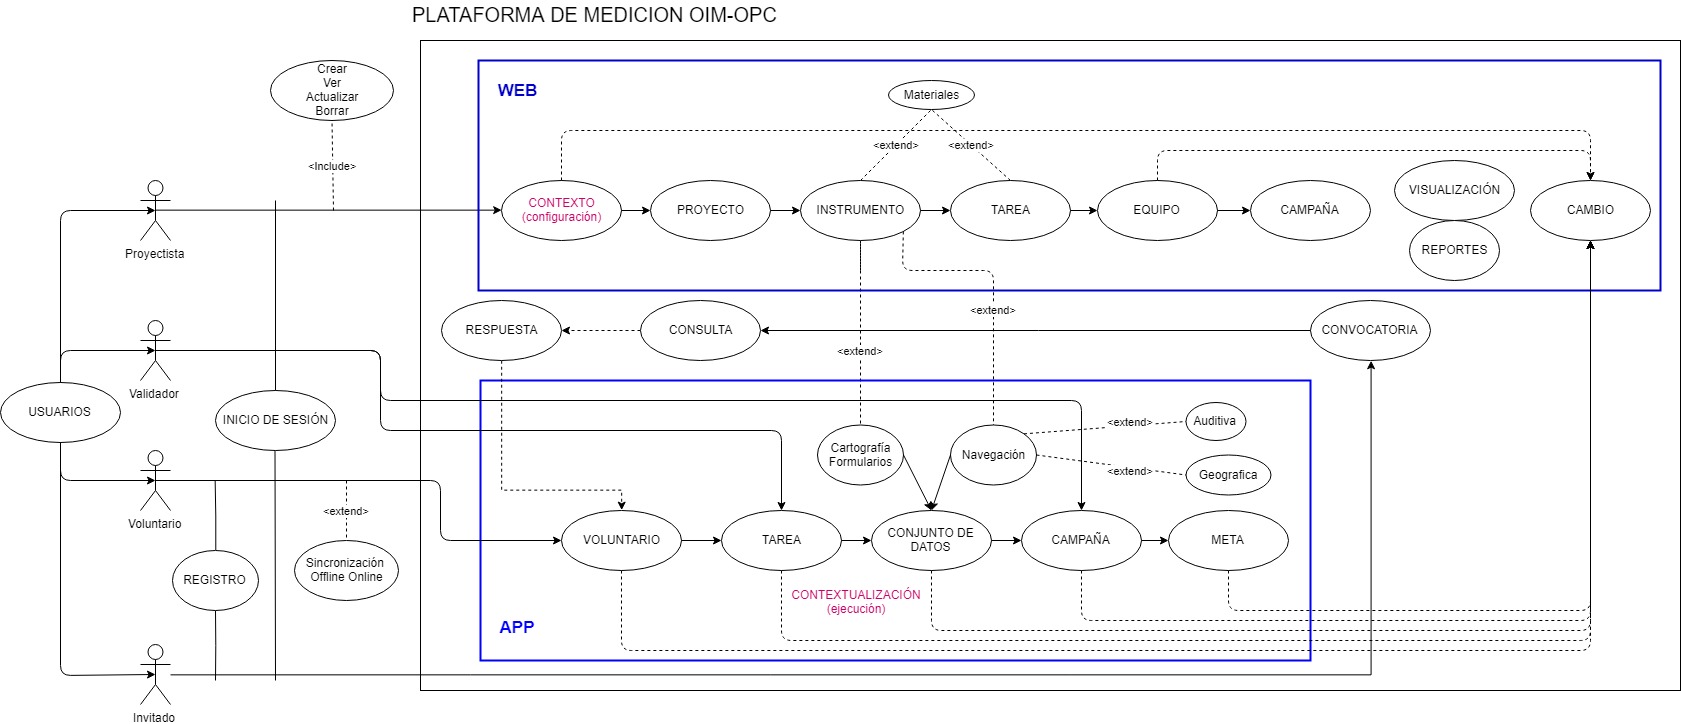 PLATAFORMA DE MEDICION OIM-OPC
Crear
Ver
Actualizar
Borrar
<Include>
WEB
Materiales
<extend>
<extend>
Proyectista
CONTEXTO
(configuración)
PROYECTO
INSTRUMENTO
TAREA
EQUIPO
CAMPAÑA
VISUALIZACIÓN
REPORTES
CAMBIO
RESPUESTA
CONSULTA
<extend>
<extend>
CONVOCATORIA
Validador
USUARIOS
INICIO DE SESIÓN
Cartografía
Formularios
Navegación
<extend>
Auditiva
<extend>
Geografica
Voluntario
<extend>
REGISTRO
Sincronización
Offline Online
VOLUNTARIO
TAREA
CONJUNTO DE
DATOS
CAMPAÑA
META
CONTEXTUALIZACIÓN
(ejecución)
APP
Invitado